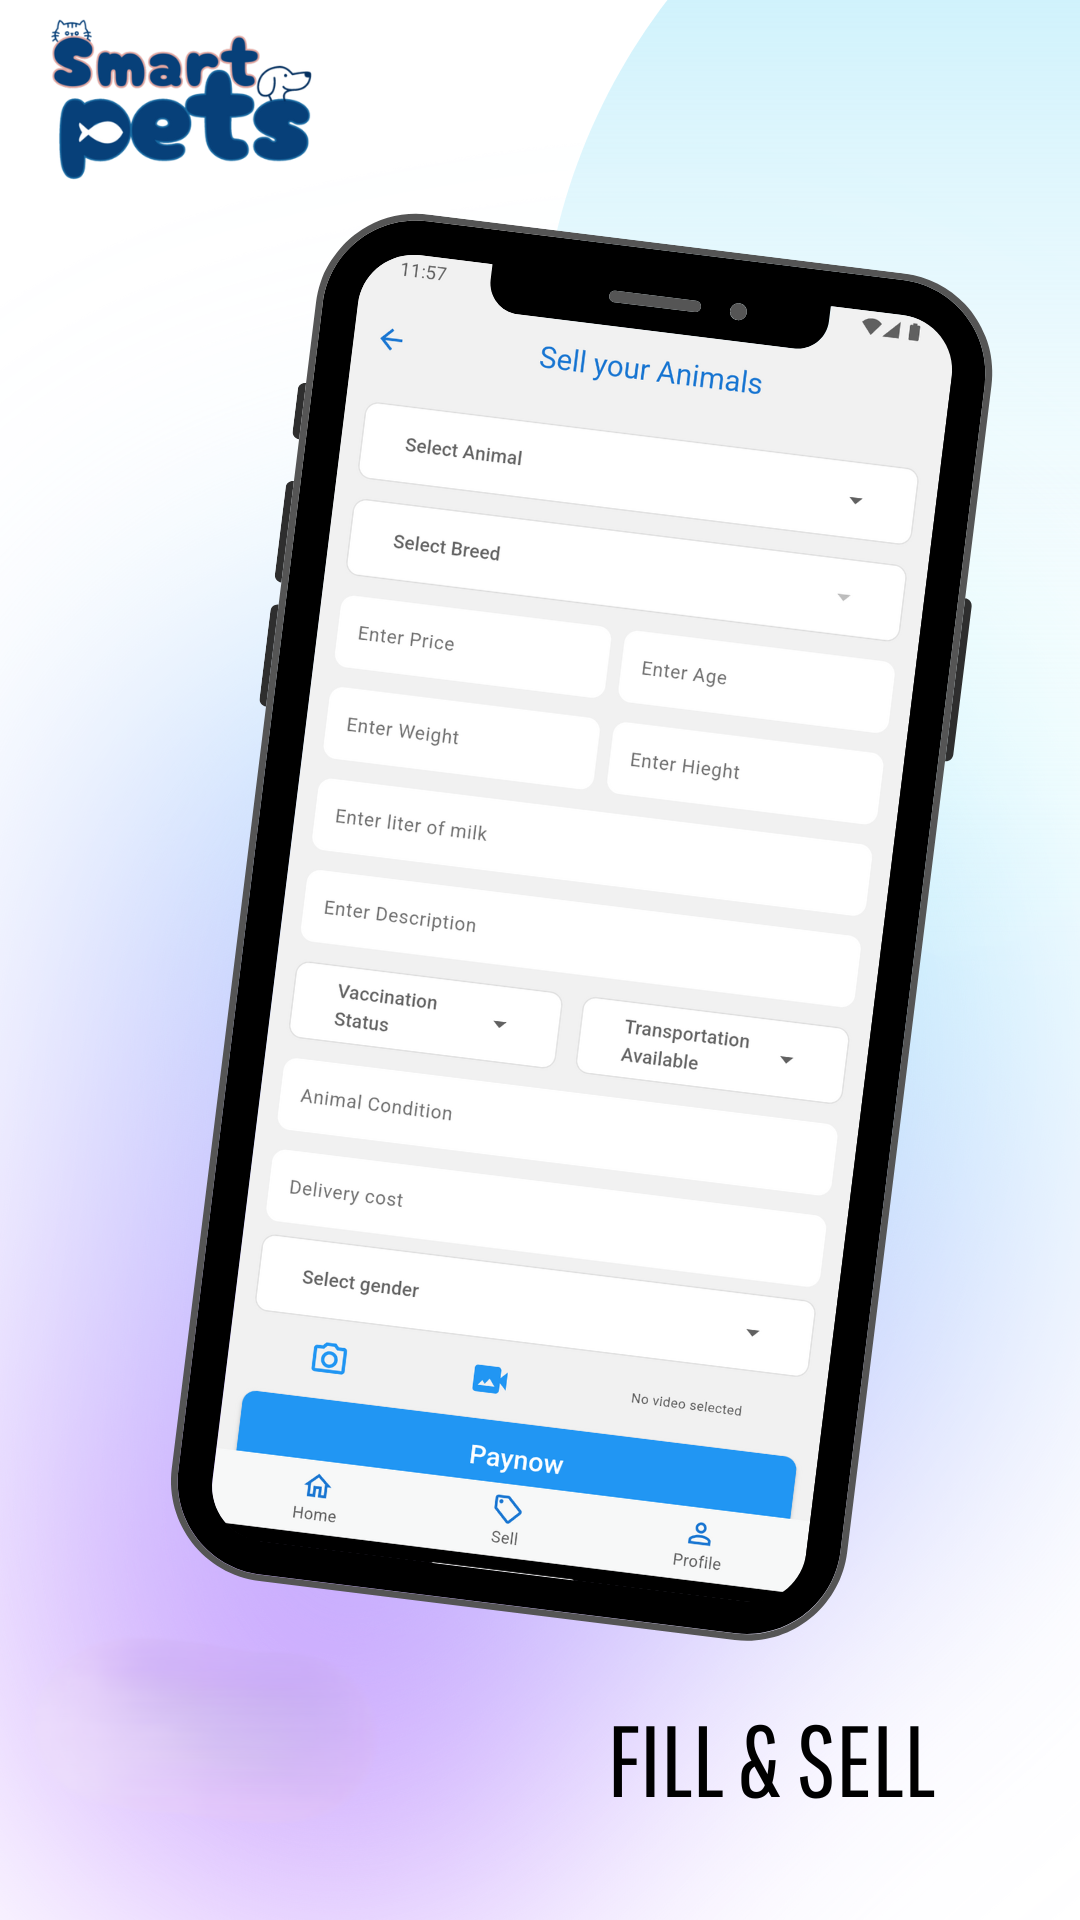 Smart
pets
11:57
Sell your Animals
Select Animal
Select Breed
Enter Price
Enter Age
Enter Weight
Enter Hieght
Enter liter of milk
Enter Description
Vaccination
Status
Transportation
Available
Animal Condition
Delivery cost
Select gender
No video selected
Paynow
Home
Sell
Profile
FILL & SELL